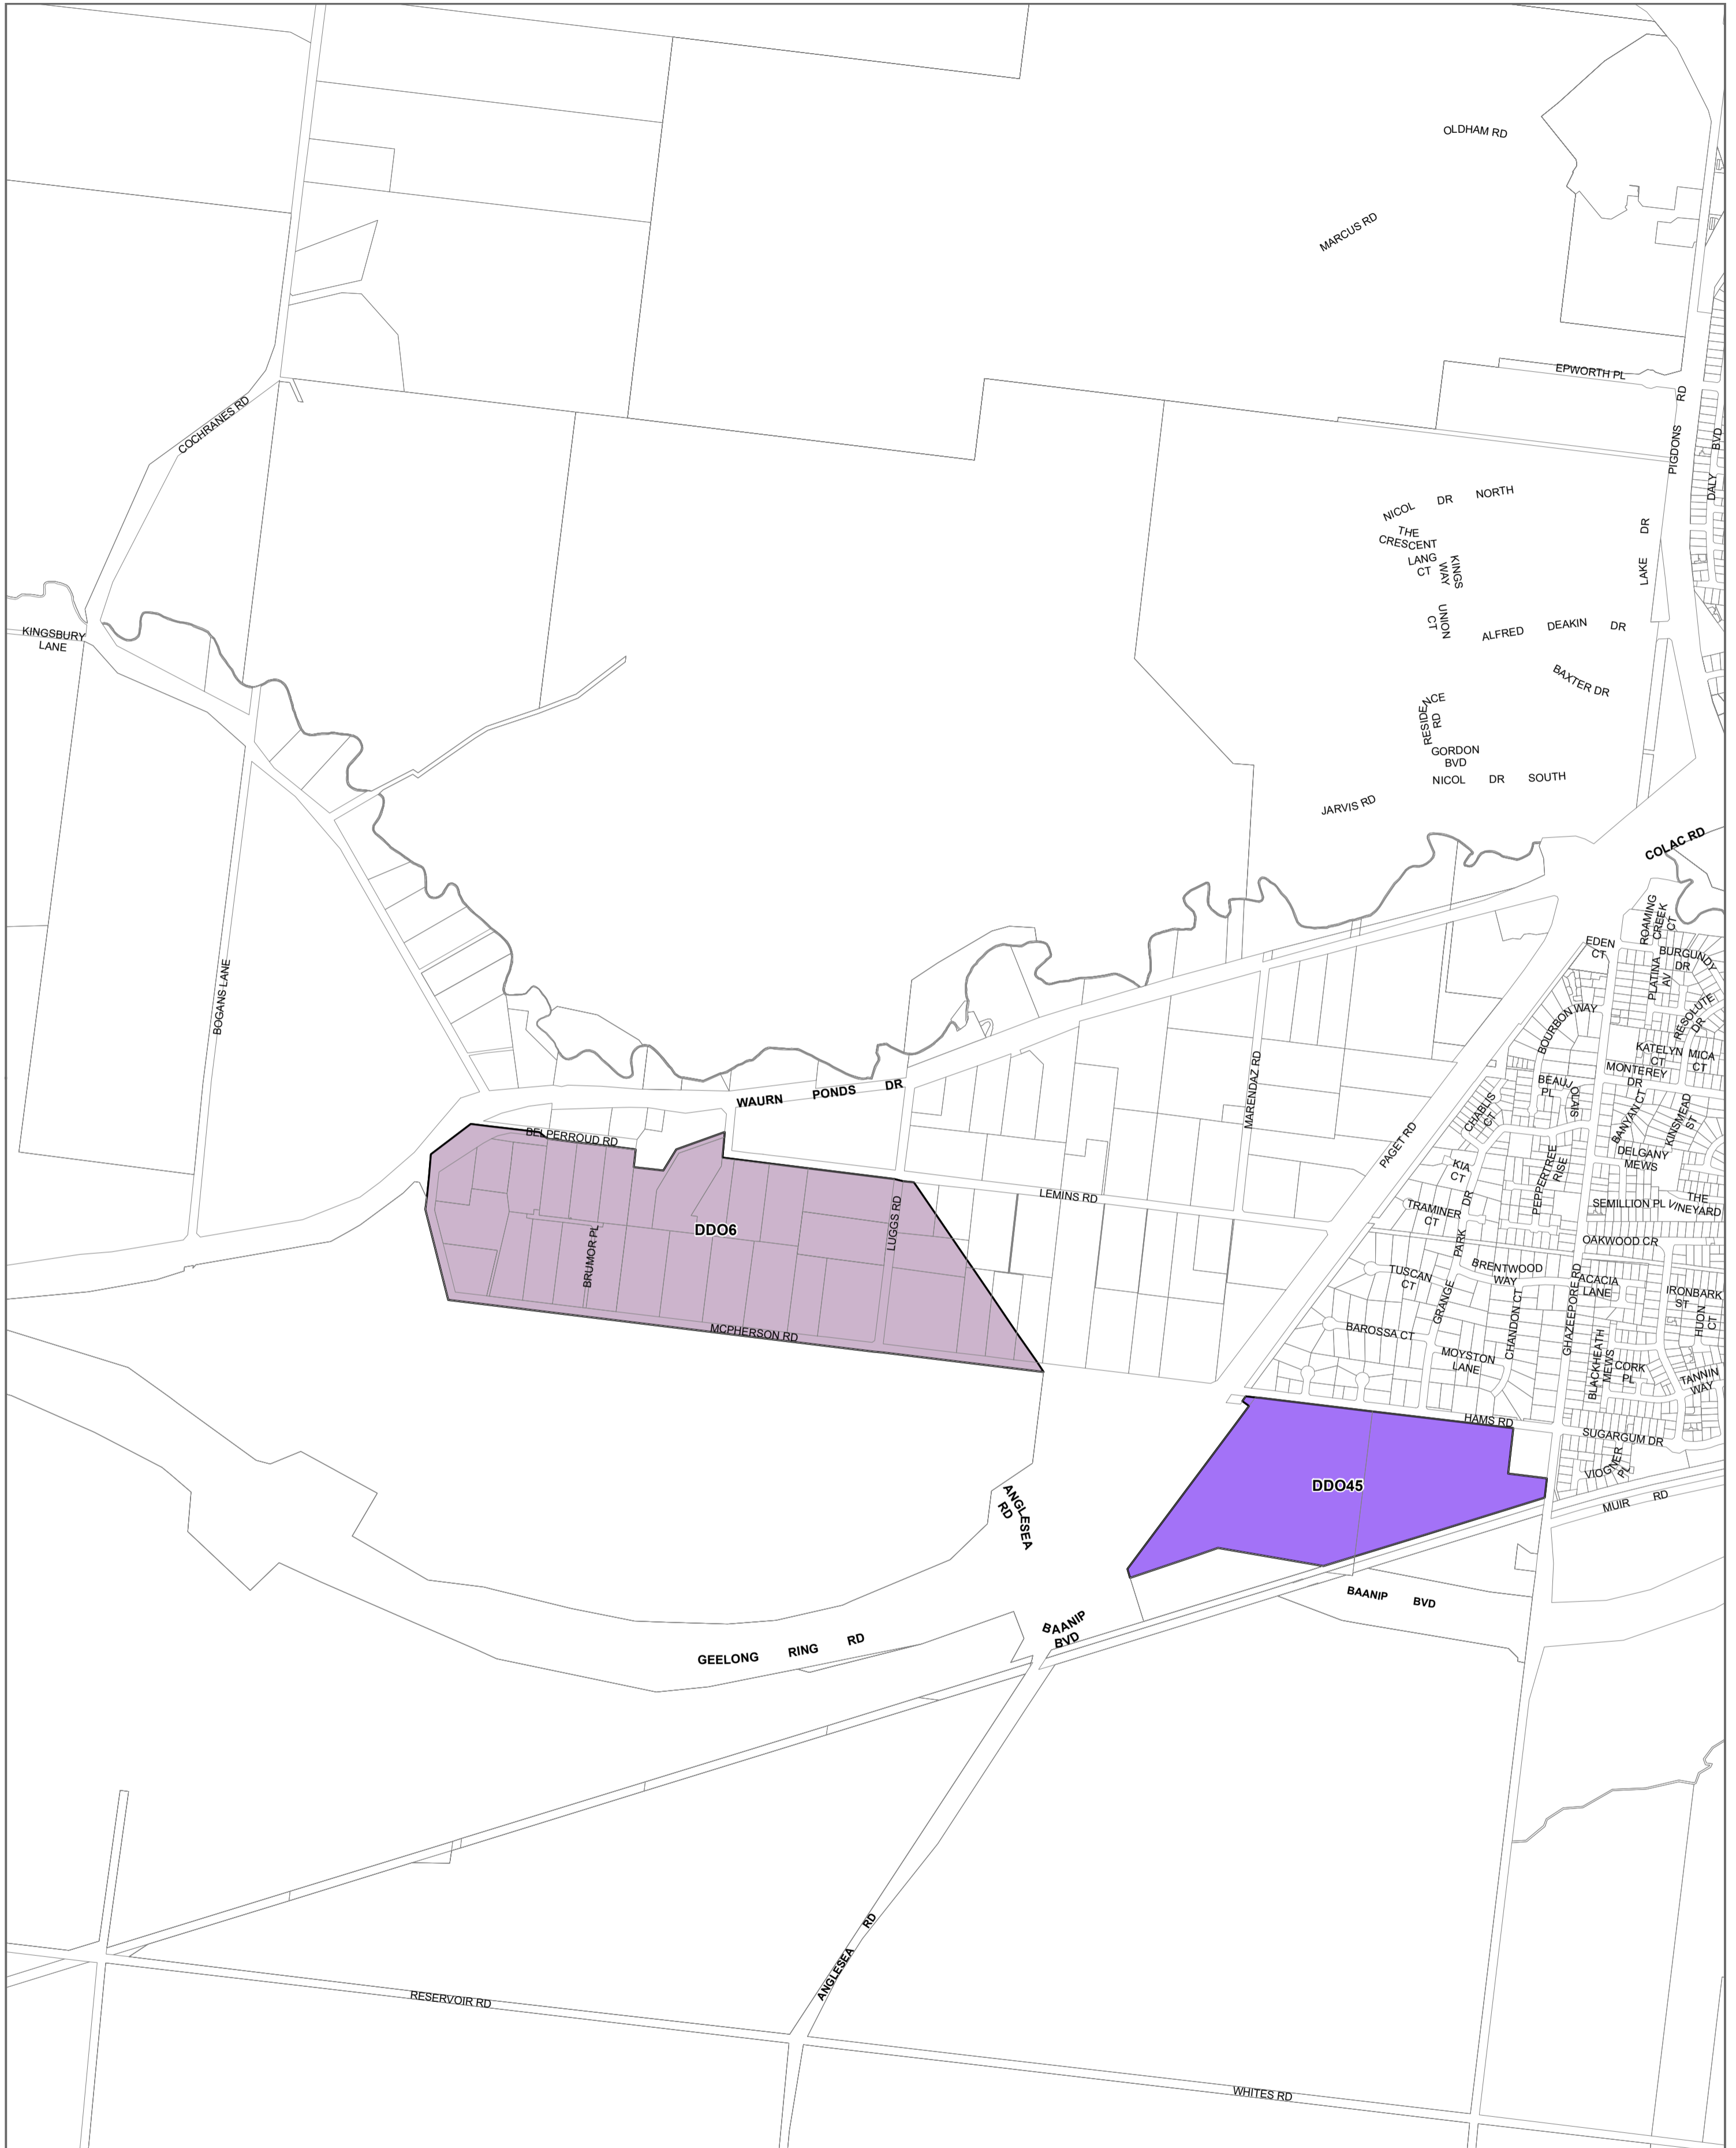 OLDHAM RD
MARCUS RD
EPWORTH PL
PIGDONS RD
DALY BVD
COCHRANES RD
NICOL DR NORTH
THE
CRESCENT
LANG
CT
KINGS
WAY
LAKE DR
UNION
CT
ALFRED DEAKIN DR
KINGSBURY
LANE
BAXTER DR
RESIDENCE
RD
GORDON
BVD
NICOL DR SOUTH
JARVIS RD
COLAC RD
ROAMING
CREEK
CT
EDEN
CT
BURGUNDY
DR
PLATINA
AV
BOGANS LANE
BOURBON WAY
RESOLUTE
DR
KATELYN
CT
MICA
CT
MONTEREY
DR
MARENDAZ RD
BEAUJOLAIS
PL
WAURN PONDS DR
CHABLIS
CT
BANYAN CT
KINSMEAD
ST
BELPERROUD RD
PAGET RD
DELGANY
MEWS
KIA
CT
PEPPERTREE
RISE
LEMINS RD
SEMILLION PL
THE
VINEYARD
TRAMINER
CT
LUGGS RD
DDO6
OAKWOOD CR
BRUMOR PL
GRANGE PARK DR
TUSCAN
CT
BRENTWOOD
WAY
ACACIA
LANE
IRONBARK
ST
HUON
CT
GHAZEEPORE RD
CHANDON CT
MCPHERSON RD
BAROSSA CT
MOYSTON
LANE
BLACKHEATH
MEWS
CORK
PL
TANNIN
WAY
HAMS RD
SUGARGUM DR
VIOGNER
PL
DDO45
MUIR RD
ANGLESEA
RD
BAANIP BVD
BAANIP
BVD
GEELONG RING RD
ANGLESEA RD
RESERVOIR RD
WHITES RD